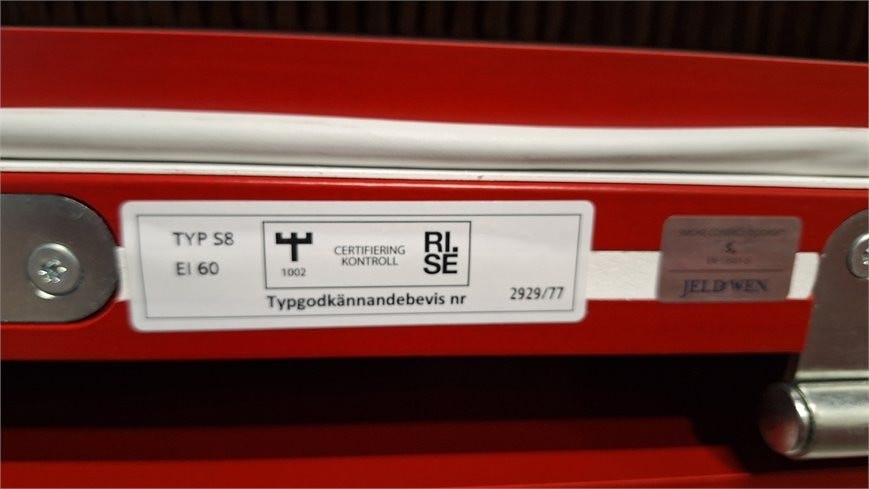 TYP S8
EI 60
1002
CERTIFIERING
KONTROLL
RI.
SE
Typgodkännandebevis nr
2929/77
JELD WEN